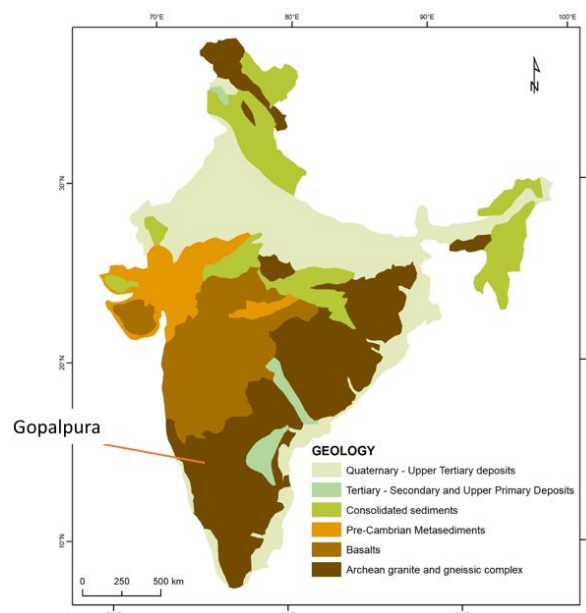 70°E 80°E 90°E 100°E
N
30°N
20°N
10°N
Gopalpura
GEOLOGY
Quaternary - Upper Tertiary deposits
Tertiary - Secondary and Upper Primary Deposits
Consolidated sediments
Pre-Cambrian Metasediments
Basalts
Archean granite and gneissic complex
0 250 500 km